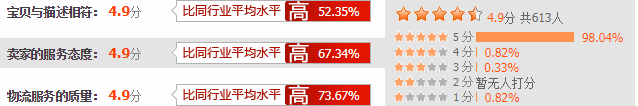 宝贝与描述相符： 4.9分 比同行业平均水平 高 52.35%
卖家的服务态度： 4.9分 比同行业平均水平 高 67.34%
物流服务的质量： 4.9分 比同行业平均水平 高 73.67%
4.9分 共613人
5分 98.04%
4分 0.82%
3分 0.33%
2分 暂无人打分
1分 0.82%